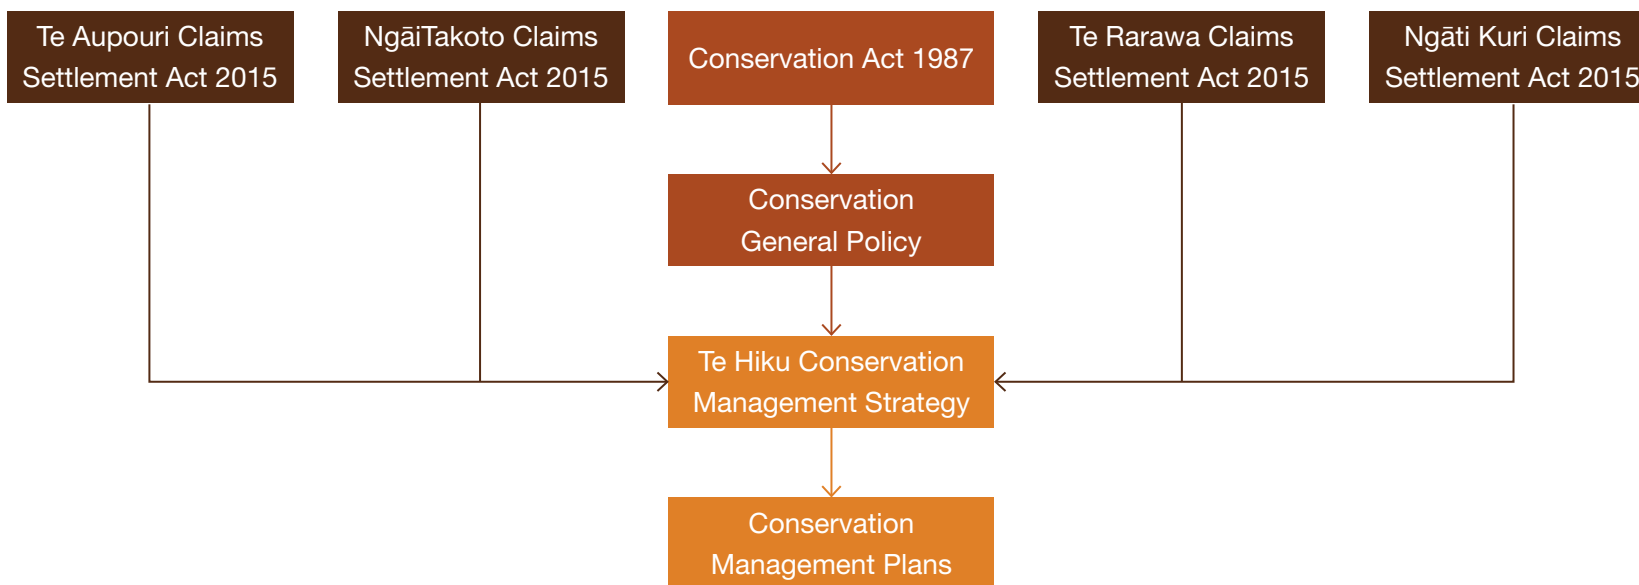 Te Aupouri Claims
Settlement Act 2015
NgāiTakoto Claims
Settlement Act 2015
Conservation Act 1987
Te Rarawa Claims
Settlement Act 2015
Ngāti Kuri Claims
Settlement Act 2015
Conservation
General Policy
Te Hiku Conservation
Management Strategy
Conservation
Management Plans